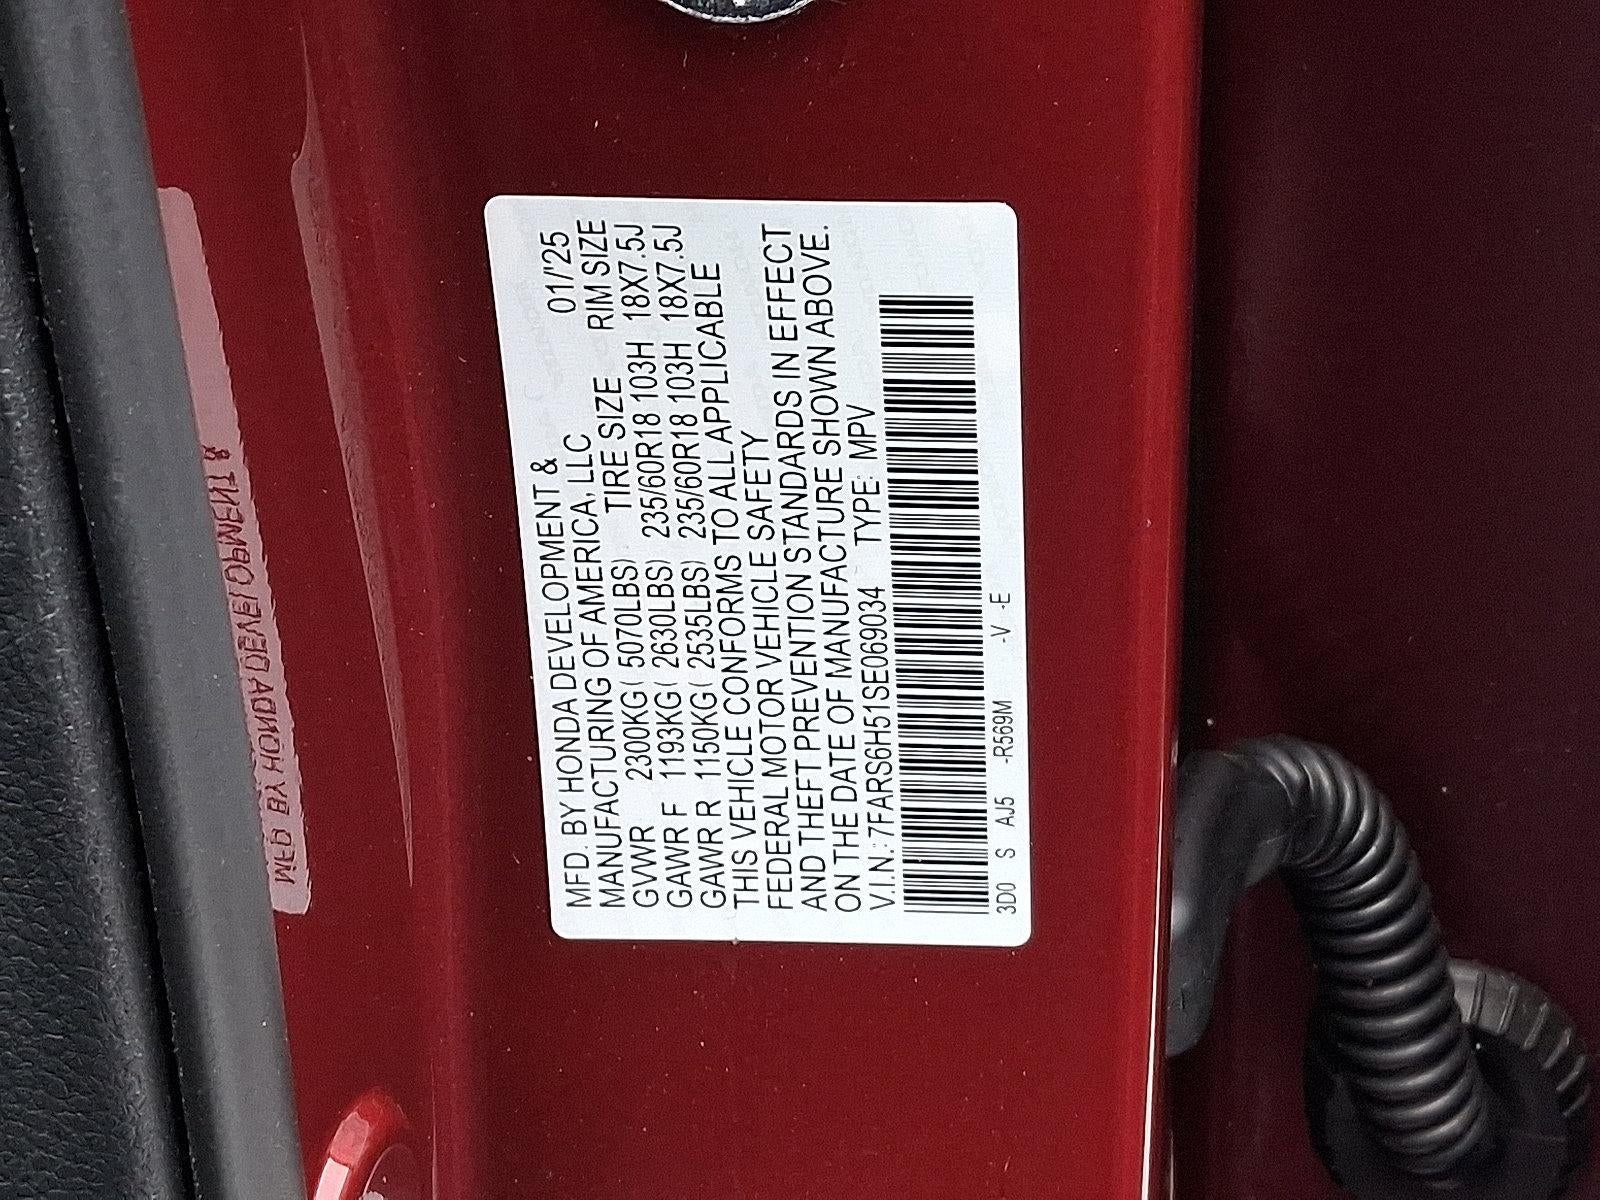 MFD. BY HONDA DEVELOPMENT &
MANUFACTURING OF AMERICA, LLC 01/'25
TIRE SIZE RIM SIZE
GVWR 2300KG( 5070LBS) 235/60R18 103H 18X7.5J
GAWR F 1193KG( 2630LBS) 235/60R18 103H 18X7.5J
GAWR R 1150KG( 2535LBS)
THIS VEHICLE CONFORMS TO ALL APPLICABLE
FEDERAL MOTOR VEHICLE SAFETY
AND THEFT PREVENTION STANDARDS IN EFFECT
ON THE DATE OF MANUFACTURE SHOWN ABOVE.
V.I.N.: 7FARS6H51SE069034 TYPE: MPV
3D0 S AJ5 -R569M -V -E
MFD. BY HONDA DEVELOPMENT &